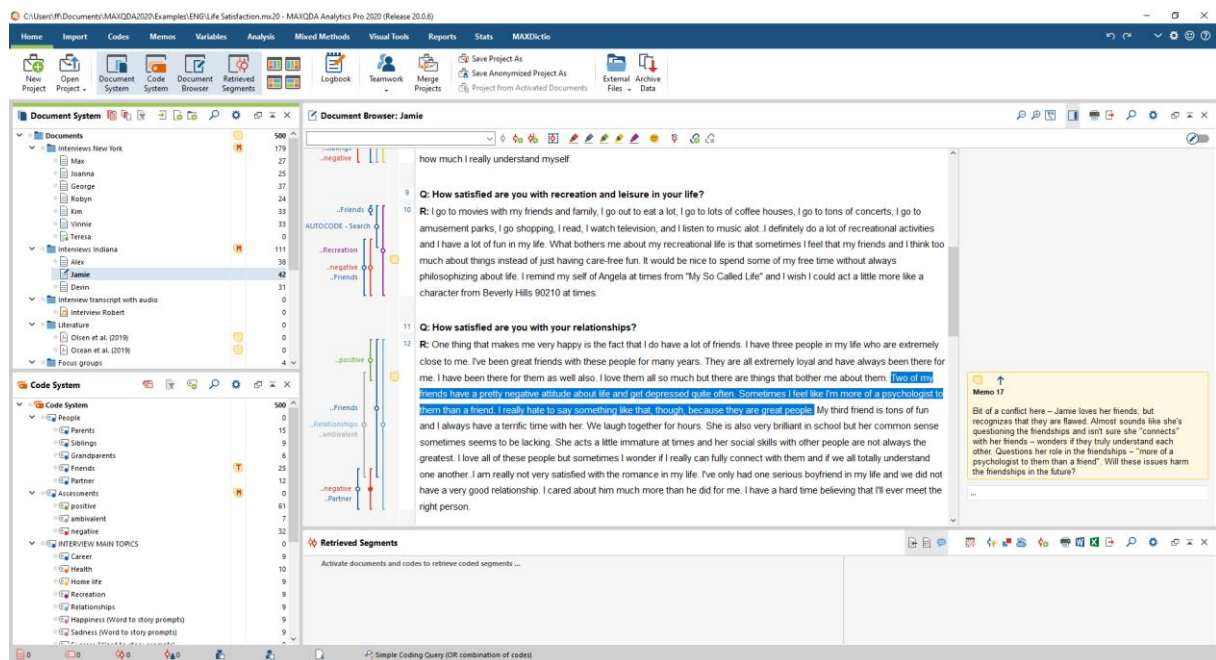 C:\Users\ff\Documents\MAXQDA2020\Examples\ENG\Life Satisfaction.mx20 - MAXQDA Analytics Pro 2020 (Release 20.0.6)
Home Import Codes Memos Variables Analysis Mixed Methods Visual Tools Reports Stats MAXDictio
New Project
Open Project
Document System
Code System
Document Browser
Retrieved Segments
Logbook
Teamwork
Merge Projects
Save Project As
Save Anonymized Project As
Project from Activated Documents
External Files
Archive Data
Document System
Documents 500
Interviews New York 179
Max 27
Joanna 25
George 37
Robyn 24
Kim 33
Vinnie 33
Teresa 0
Interviews Indiana 111
Alex 38
Jamie 42
Devin 31
Interview transcript with audio 0
Interview Robert 0
Literature 0
Olsen et al. (2019) 0
Ocean et al. (2019) 0
Focus groups 4
Code System
Code System 500
People 0
Parents 15
Siblings 9
Grandparents 6
Friends T 25
Partner 12
Assessments M 0
positive 61
ambivalent 7
negative 32
INTERVIEW MAIN TOPICS 0
Career 9
Health 10
Home life 9
Recreation 9
Relationships 9
Happiness (Word to story prompts) 9
Sadness (Word to story prompts) 9
Document Browser: Jamie
..negative
how much I really understand myself.
9 Q: How satisfied are you with recreation and leisure in your life?
..Friends
10 R: I go to movies with my friends and family, I go out to eat a lot, I go to lots of coffee houses, I go to tons of concerts, I go to
AUTOCODE - Search
amusement parks, I go shopping, I read, I watch television, and I listen to music alot. I definitely do a lot of recreational activities
..Recreation
and I have a lot of fun in my life. What bothers me about my recreational life is that sometimes I feel that my friends and I think too
..negative
much about things instead of just having care-free fun. It would be nice to spend some of my free time without always
..Friends
philosophizing about life. I remind my self of Angela at times from "My So Called Life" and I wish I could act a little more like a
character from Beverly Hills 90210 at times.
11 Q: How satisfied are you with your relationships?
12 R: One thing that makes me very happy is the fact that I do have a lot of friends. I have three people in my life who are extremely
..positive
close to me. I've been great friends with these people for many years. They are all extremely loyal and have always been there for
me. I have been there for them as well also. I love them all so much but there are things that bother me about them. Two of my
friends have a pretty negative attitude about life and get depressed quite often. Sometimes I feel like I'm more of a psychologist to
..Friends
them than a friend. I really hate to say something like that, though, because they are great people. My third friend is tons of fun
..Relationships
and I always have a terrific time with her. We laugh together for hours. She is also very brilliant in school but her common sense
..ambivalent
sometimes seems to be lacking. She acts a little immature at times and her social skills with other people are not always the
greatest. I love all of these people but sometimes I wonder if I really can fully connect with them and if we all totally understand
one another. I am really not very satisfied with the romance in my life. I've only had one serious boyfriend in my life and we did not
..negative
have a very good relationship. I cared about him much more than he did for me. I have a hard time believing that I'll ever meet the
..Partner
right person.
Memo 17
Bit of a conflict here – Jamie loves her friends, but
recognizes that they are flawed. Almost sounds like she's
questioning the friendships and isn't sure she "connects"
with her friends – wonders if they truly understand each
other. Questions her role in the friendships – "more of a
psychologist to them than a friend". Will these issues harm
the friendships in the future?
...
Retrieved Segments
Activate documents and codes to retrieve coded segments ...
0 0 0 0 Simple Coding Query (OR combination of codes)